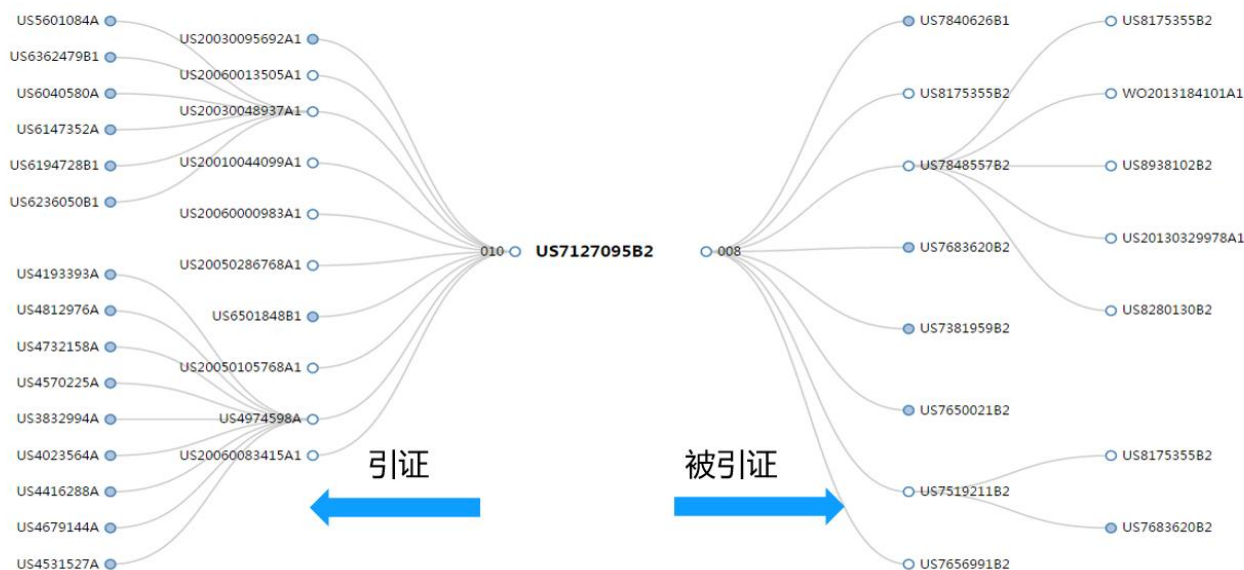 US5601084A
US6362479B1
US6040580A
US6147352A
US6194728B1
US6236050B1
US4193393A
US4812976A
US4732158A
US4570225A
US3832994A
US4023564A
US4416288A
US4679144A
US4531527A
US20030095692A1
US20060013505A1
US20030048937A1
US20010044099A1
US20060000983A1
US20050286768A1
US6501848B1
US20050105768A1
US4974598A
US20060083415A1
010
US7127095B2
008
引证
被引证
US7840626B1
US8175355B2
US7848557B2
US7683620B2
US7381959B2
US7650021B2
US7519211B2
US7656991B2
US8175355B2
WO2013184101A1
US8938102B2
US20130329978A1
US8280130B2
US8175355B2
US7683620B2